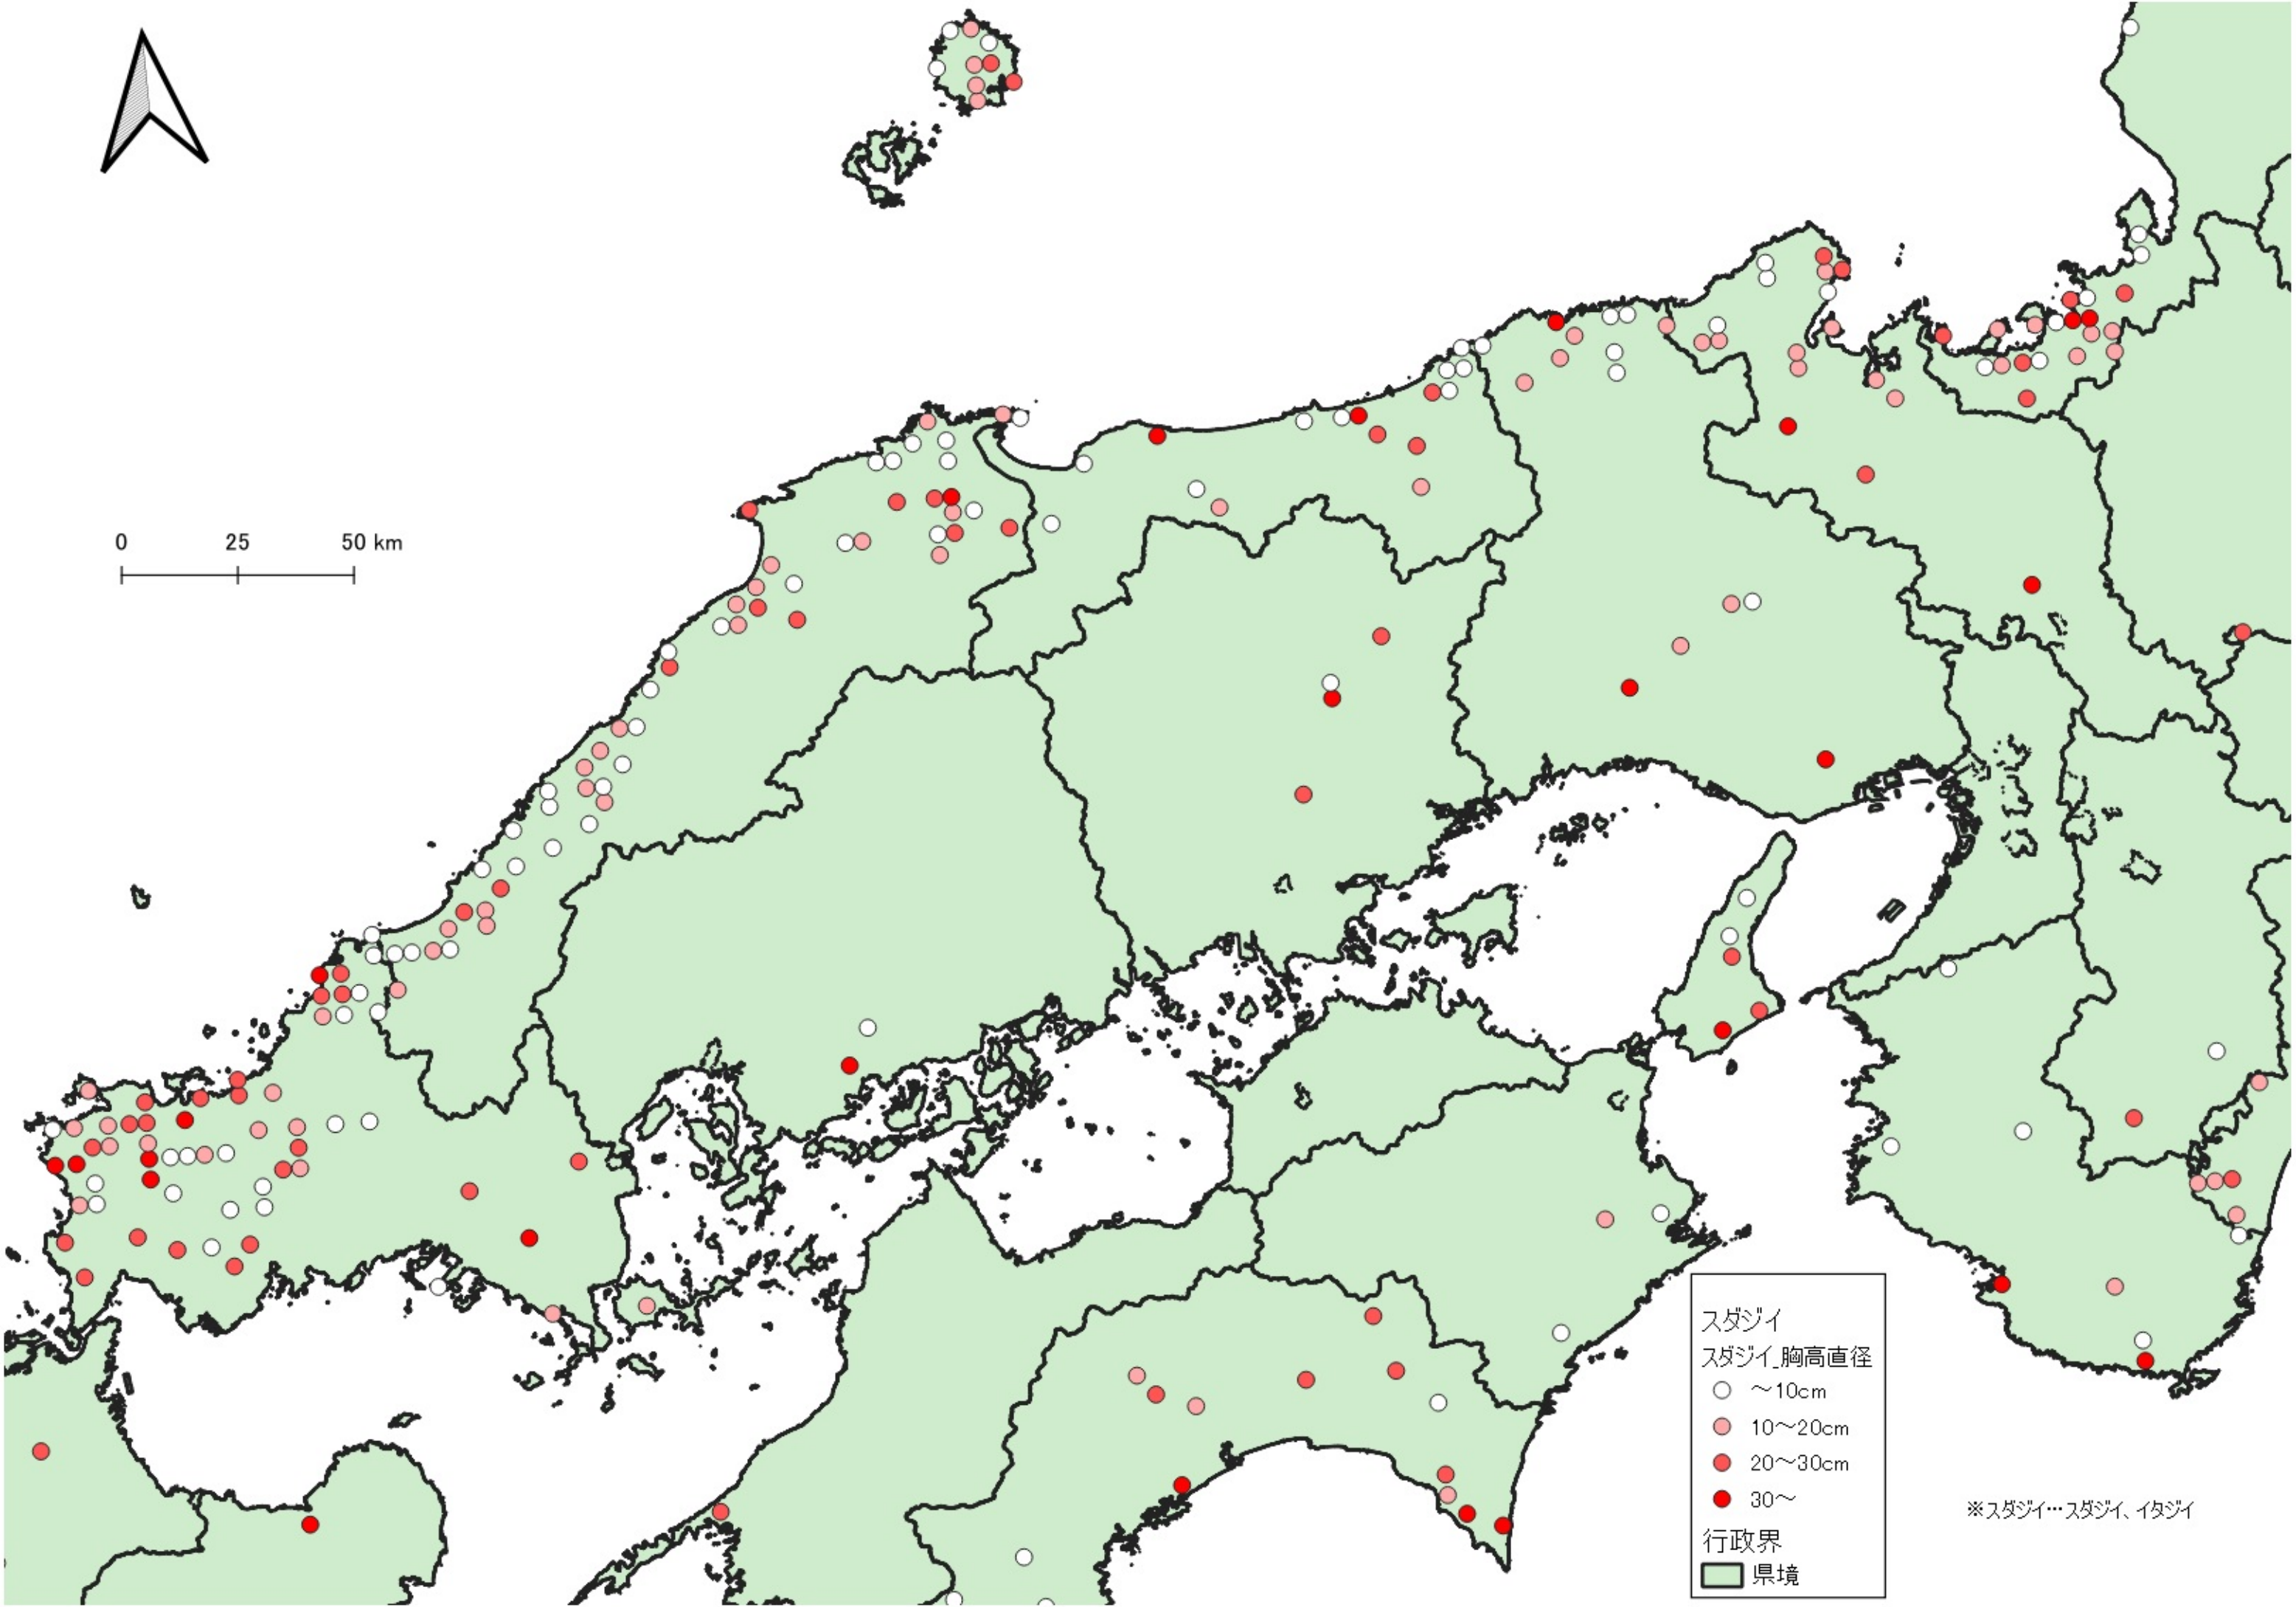 0 25 50 km
スダジイ
スダジイ_胸高直径
～10cm
10～20cm
20～30cm
30～
行政界
県境
※スダジイ…スダジイ、イタジイ